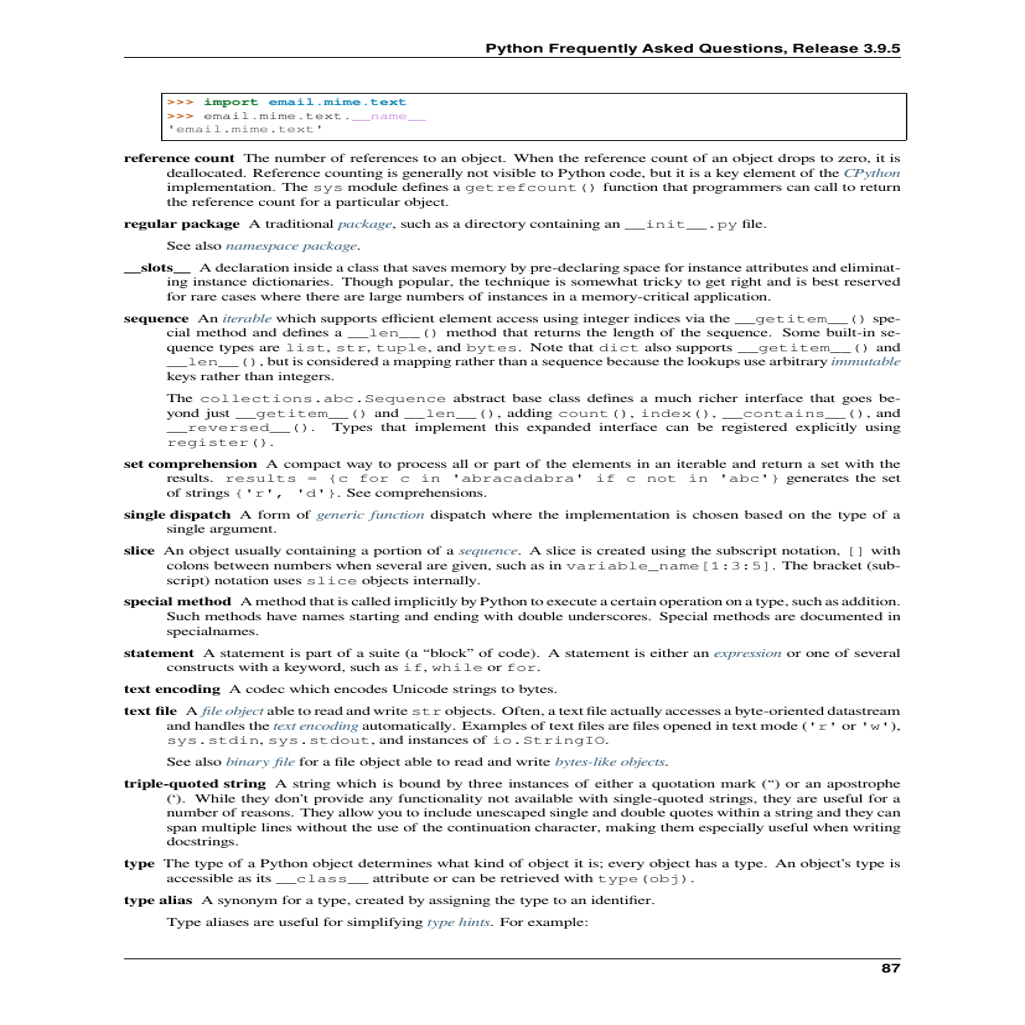 Python Frequently Asked Questions, Release 3.9.5
>>> import email.mime.text
>>> email.mime.text.__name__
'email.mime.text'
reference count The number of references to an object. When the reference count of an object drops to zero, it is
deallocated. Reference counting is generally not visible to Python code, but it is a key element of the CPython
implementation. The sys module defines a getrefcount() function that programmers can call to return
the reference count for a particular object.
regular package A traditional package, such as a directory containing an __init__.py file.
See also namespace package.
__slots__ A declaration inside a class that saves memory by pre-declaring space for instance attributes and eliminat-
ing instance dictionaries. Though popular, the technique is somewhat tricky to get right and is best reserved
for rare cases where there are large numbers of instances in a memory-critical application.
sequence An iterable which supports efficient element access using integer indices via the __getitem__() spe-
cial method and defines a __len__() method that returns the length of the sequence. Some built-in se-
quence types are list, str, tuple, and bytes. Note that dict also supports __getitem__() and
__len__(), but is considered a mapping rather than a sequence because the lookups use arbitrary immutable
keys rather than integers.
The collections.abc.Sequence abstract base class defines a much richer interface that goes be-
yond just __getitem__() and __len__(), adding count(), index(), __contains__(), and
__reversed__(). Types that implement this expanded interface can be registered explicitly using
register().
set comprehension A compact way to process all or part of the elements in an iterable and return a set with the
results. results = {c for c in 'abracadabra' if c not in 'abc'} generates the set
of strings {'r', 'd'}. See comprehensions.
single dispatch A form of generic function dispatch where the implementation is chosen based on the type of a
single argument.
slice An object usually containing a portion of a sequence. A slice is created using the subscript notation, [] with
colons between numbers when several are given, such as in variable_name[1:3:5]. The bracket (sub-
script) notation uses slice objects internally.
special method A method that is called implicitly by Python to execute a certain operation on a type, such as addition.
Such methods have names starting and ending with double underscores. Special methods are documented in
specialnames.
statement A statement is part of a suite (a “block” of code). A statement is either an expression or one of several
constructs with a keyword, such as if, while or for.
text encoding A codec which encodes Unicode strings to bytes.
text file A file object able to read and write str objects. Often, a text file actually accesses a byte-oriented datastream
and handles the text encoding automatically. Examples of text files are files opened in text mode ('r' or 'w'),
sys.stdin, sys.stdout, and instances of io.StringIO.
See also binary file for a file object able to read and write bytes-like objects.
triple-quoted string A string which is bound by three instances of either a quotation mark (“) or an apostrophe
(‘). While they don’t provide any functionality not available with single-quoted strings, they are useful for a
number of reasons. They allow you to include unescaped single and double quotes within a string and they can
span multiple lines without the use of the continuation character, making them especially useful when writing
docstrings.
type The type of a Python object determines what kind of object it is; every object has a type. An object’s type is
accessible as its __class__ attribute or can be retrieved with type(obj).
type alias A synonym for a type, created by assigning the type to an identifier.
Type aliases are useful for simplifying type hints. For example:
87